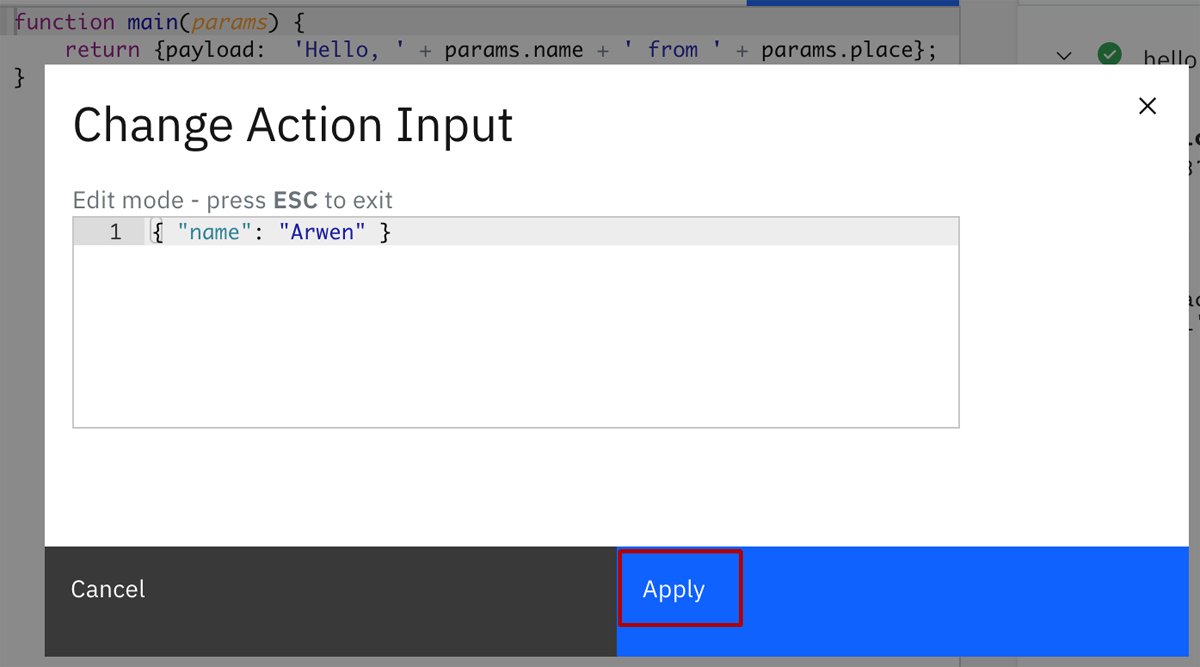 function main(params) {
return {payload: 'Hello, ' + params.name + ' from ' + params.place};
}
hello
Change Action Input
Edit mode - press ESC to exit
1 { "name": "Arwen" }
Cancel
Apply